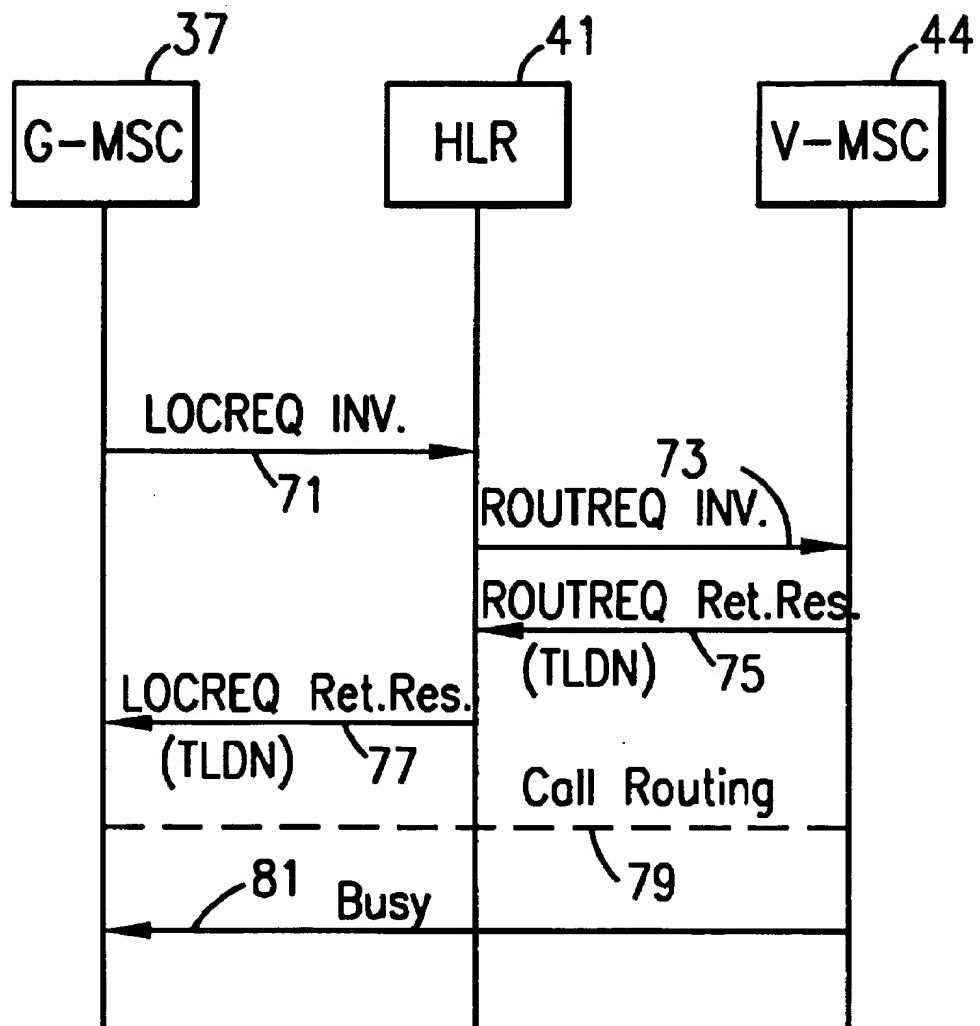 37
41
44
G-MSC
HLR
V-MSC
LOCREQ INV.
71
73
ROUTREQ INV.
ROUTREQ Ret.Res.
(TLDN)
75
LOCREQ Ret.Res.
(TLDN)
77
Call Routing
79
81
Busy